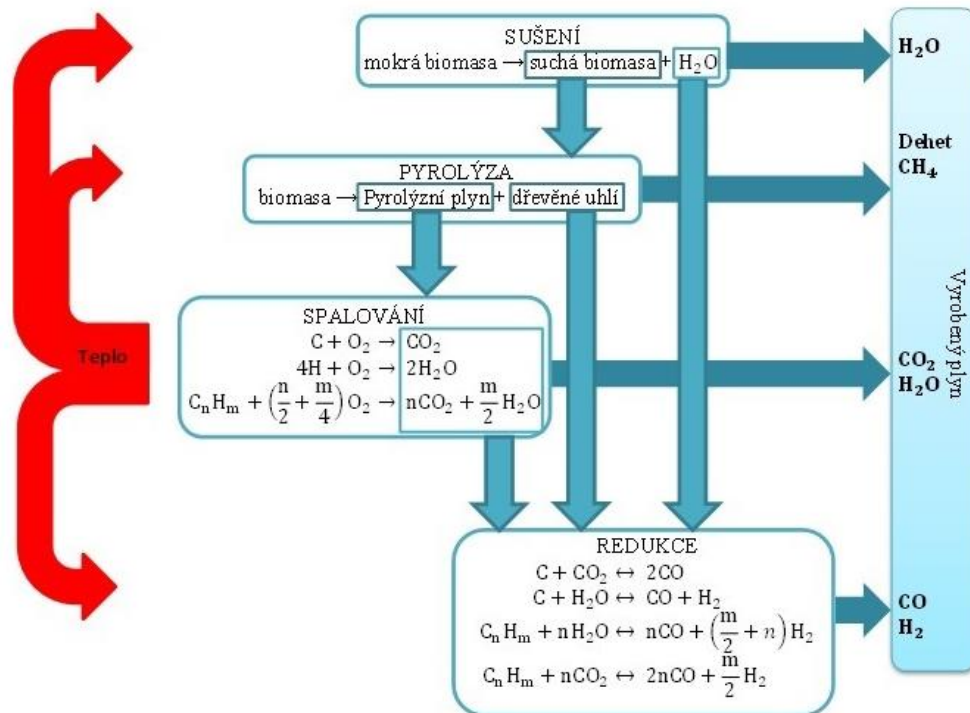 SUŠENÍ
mokrá biomasa → suchá biomasa + H₂O
H₂O
PYROLÝZA
biomasa → Pyrolýzní plyn + dřevěné uhlí
Dehet
CH₄
SPALOVÁNÍ
C + O₂ → CO₂
4H + O₂ → 2H₂O
CₙHₘ + (n/2 + m/4) O₂ → nCO₂ + m/2 H₂O
Teplo
CO₂
H₂O
Vyrobený plyn
REDUKCE
C + CO₂ ↔ 2CO
C + H₂O ↔ CO + H₂
CₙHₘ + nH₂O ↔ nCO + (m/2 + n) H₂
CₙHₘ + nCO₂ ↔ 2nCO + m/2 H₂
CO
H₂